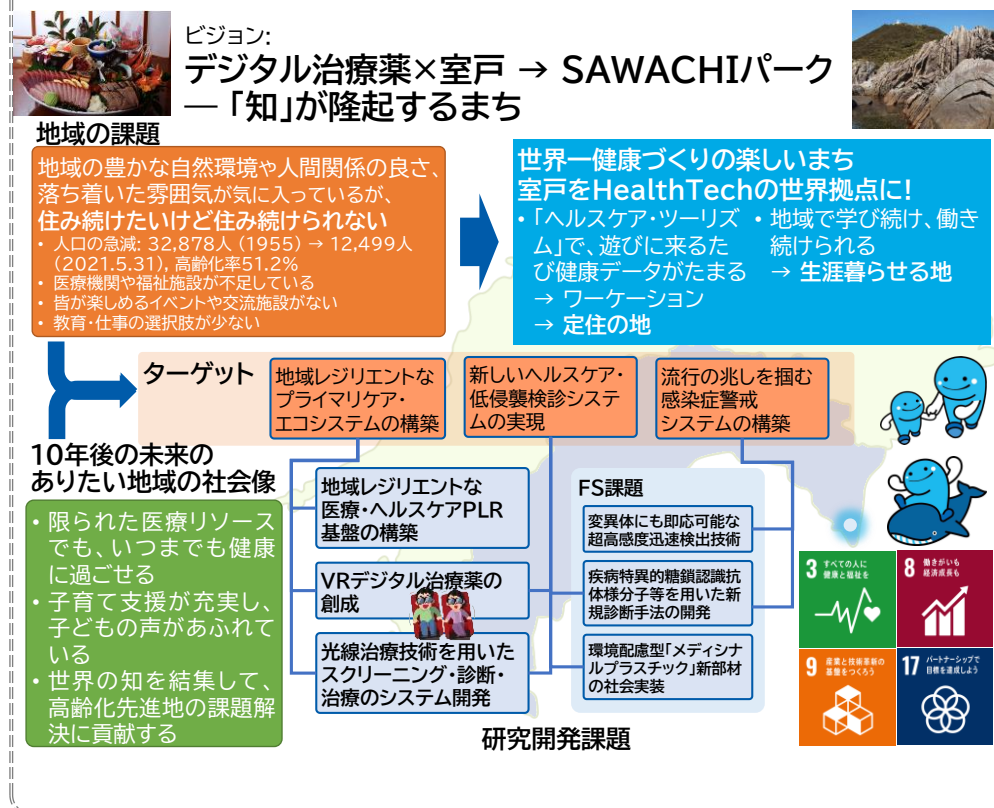 ビジョン:
デジタル治療薬×室戸 → SAWACHIパーク
― 「知」が隆起するまち
地域の課題
地域の豊かな自然環境や人間関係の良さ、
落ち着いた雰囲気が気に入っているが、
住み続けたいけど住み続けられない
• 人口の急減: 32,878人 (1955) → 12,499人
(2021.5.31), 高齢化率51.2%
• 医療機関や福祉施設が不足している
• 皆が楽しめるイベントや交流施設がない
• 教育・仕事の選択肢が少ない
世界一健康づくりの楽しいまち
室戸をHealthTechの世界拠点に!
• 「ヘルスケア・ツーリズ
ム」で、遊びに来るた
び健康データがたまる
→ ワーケーション
→ 定住の地
• 地域で学び続け、働き
続けられる
→ 生涯暮らせる地
ターゲット
地域レジリエントな
プライマリケア・
エコシステムの構築
新しいヘルスケア・
低侵襲検診システ
ムの実現
流行の兆しを掴む
感染症警戒
システムの構築
10年後の未来の
ありたい地域の社会像
• 限られた医療リソース
でも、いつまでも健康
に過ごせる
• 子育て支援が充実し、
子どもの声があふれて
いる
• 世界の知を結集して、
高齢化先進地の課題解
決に貢献する
地域レジリエントな
医療・ヘルスケアPLR
基盤の構築
VRデジタル治療薬の
創成
光線治療技術を用いた
スクリーニング・診断・
治療のシステム開発
FS課題
変異体にも即応可能な
超高感度迅速検出技術
疾病特異的糖鎖認識抗
体様分子等を用いた新
規診断手法の開発
環境配慮型「メディシナ
ルプラスチック」新部材
の社会実装
研究開発課題
3 すべての人に
健康と福祉を
8 働きがいも
経済成長も
9 産業と技術革新の
基盤をつくろう
17 パートナーシップで
目標を達成しよう